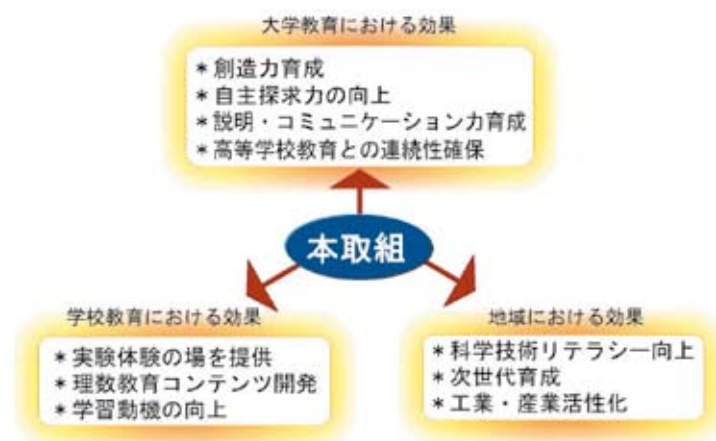 大学教育における効果
＊創造力育成
＊自主探求力の向上
＊説明・コミュニケーション力育成
＊高等学校教育との連続性確保
本取組
学校教育における効果
＊実験体験の場を提供
＊理数教育コンテンツ開発
＊学習動機の向上
地域における効果
＊科学技術リテラシー向上
＊次世代育成
＊工業・産業活性化